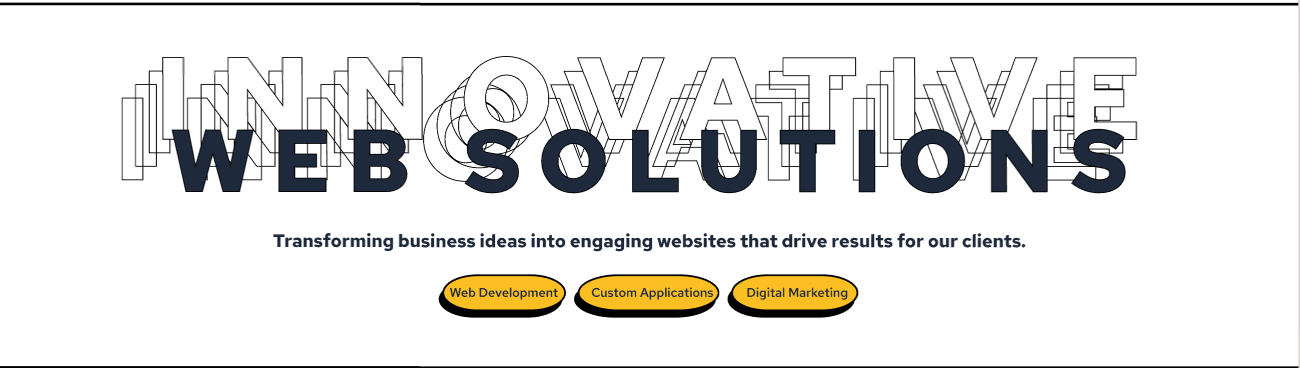 INNOVATIVE
WEB SOLUTIONS
Transforming business ideas into engaging websites that drive results for our clients.
Web Development Custom Applications Digital Marketing